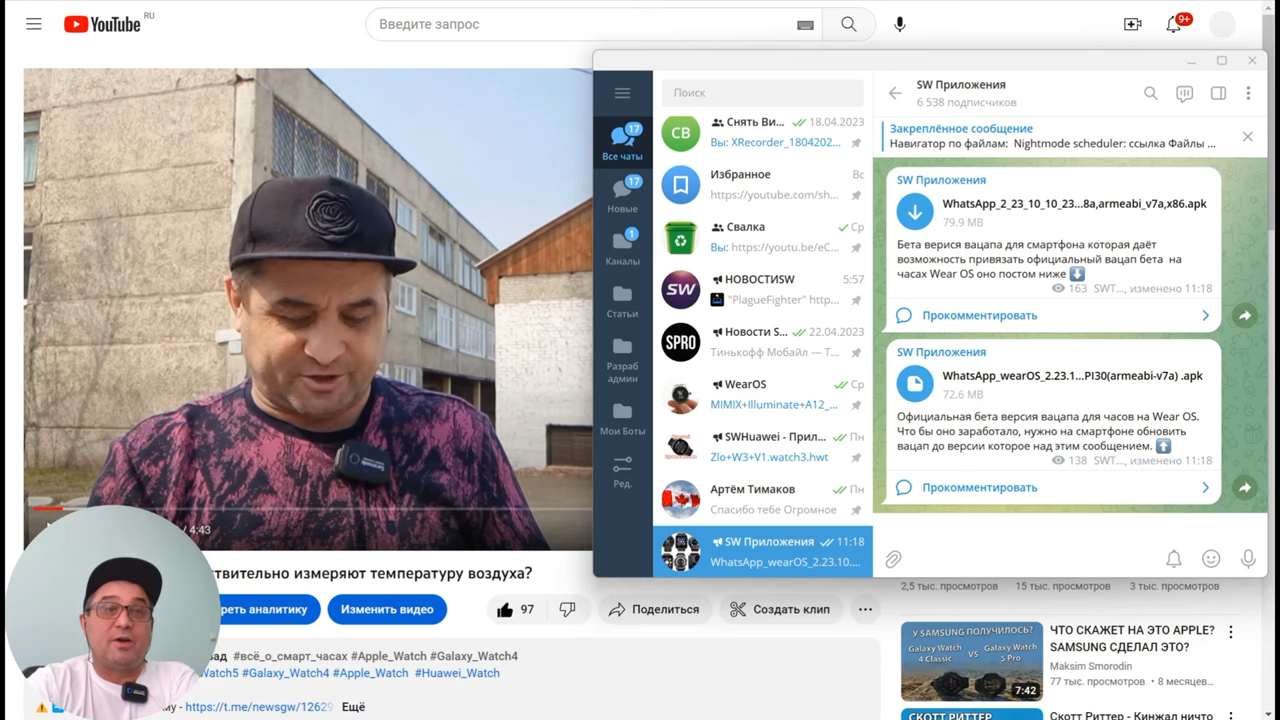 YouTube
RU
Введите запрос
9+
/ 4:43
ствительно измеряют температуру воздуха?
реть аналитику
Изменить видео
97
Поделиться
Создать клип
#всё_о_смарт_часах #Apple_Watch #Galaxy_Watch4
#Galaxy_Watch4 #Apple_Watch #Huawei_Watch
https://t.me/newsgw/12629
Ещё
17
Все чаты
17
Новые
1
Каналы
Статьи
Разраб
админ
Мои Боты
Ред.
Поиск
СВ
Снять Ви...
18.04.2023
Вы: XRecorder_1804202...
Избранное
Вс
https://youtube.com/sh...
Свалка
Ср
Вы: https://youtu.be/eC...
SW
НОВОСТИSW
5:57
"PlagueFighter" http...
SPRO
Новости S...
22.04.2023
Тинькофф Мобайл — Т...
WearOS
Ср
MIMIX+Illuminate+A12_...
SWHuawei - Прил...
Пн
Zlo+W3+V1.watch3.hwt
Артём Тимаков
Пн
Спасибо тебе Огромное
SW Приложения
11:18
WhatsApp_wearOS_2.23.10....
SW Приложения
6 538 подписчиков
Закреплённое сообщение
Навигатор по файлам: Nightmode scheduler: ссылка Файлы ...
SW Приложения
WhatsApp_2_23_10_10_23...8a,armeabi_v7a,x86.apk
79.9 MB
Бета верися вацапа для смартфона которая даёт
возможность привязать официальный вацап бета на
часах Wear OS оно постом ниже
163 SWT..., изменено 11:18
Прокомментировать
SW Приложения
WhatsApp_wearOS_2.23.1...PI30(armeabi-v7a) .apk
72.6 MB
Официальная бета версия вацапа для часов на Wear OS.
Что бы оно заработало, нужно на смартфоне обновить
вацап до версии которое над этим сообщением.
138 SWT..., изменено 11:18
Прокомментировать
2,5 тыс. просмотров
15 тыс. просмотров
3 тыс. просмотров
У SAMSUNG ПОЛУЧИЛОСЬ?
Galaxy Watch
4 Classic
VS
Galaxy Watch
5 Pro
7:42
ЧТО СКАЖЕТ НА ЭТО APPLE?
SAMSUNG СДЕЛАЛ ЭТО?
Maksim Smorodin
77 тыс. просмотров • 8 месяцев...
СКОТТ РИТТЕР
Скотт Риттер - Кинжал ничто